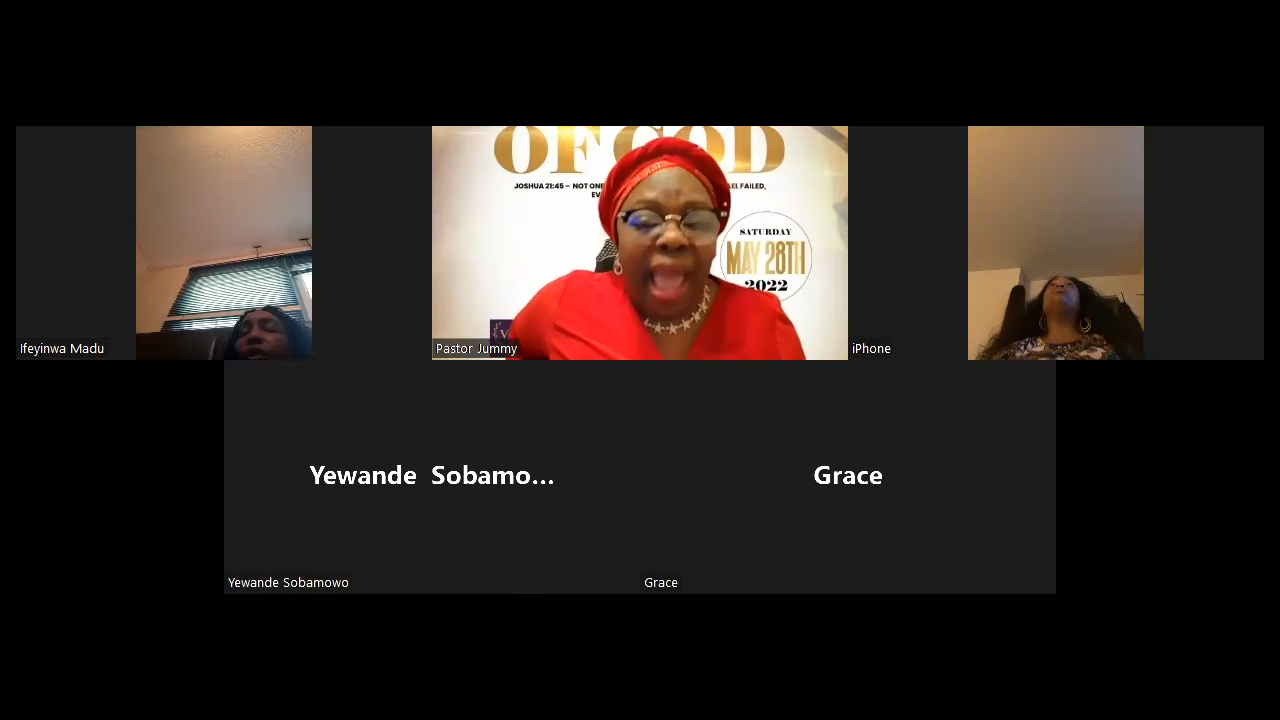 OF GOD
JOSHUA 21:45 – NOT ONE
AEL FAILED,
EV
SATURDAY
MAY 28TH
2022
Ifeyinwa Madu
Pastor Jummy
iPhone
Yewande Sobamo...
Grace
Yewande Sobamowo
Grace